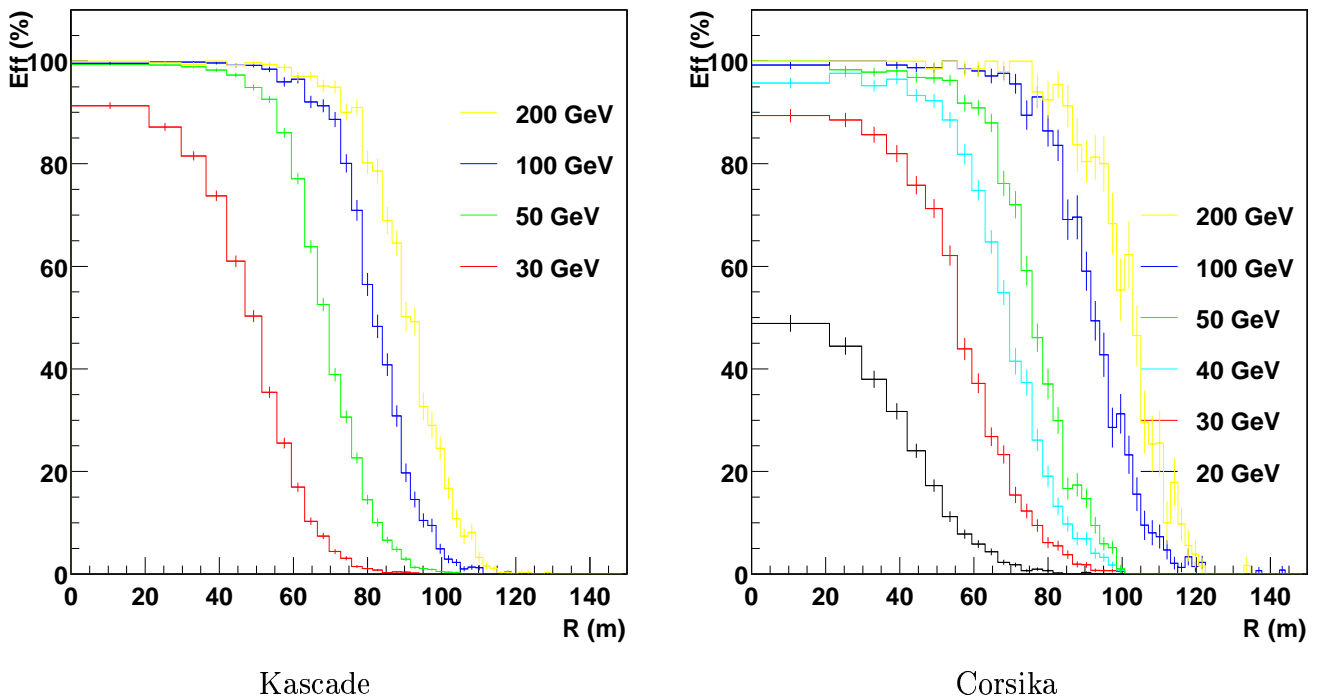 Eff (%)
100
80
60
40
20
0
0 20 40 60 80 100 120 140
R (m)
200 GeV
100 GeV
50 GeV
30 GeV
Kascade
Eff (%)
100
80
60
40
20
0
0 20 40 60 80 100 120 140
R (m)
200 GeV
100 GeV
50 GeV
40 GeV
30 GeV
20 GeV
Corsika